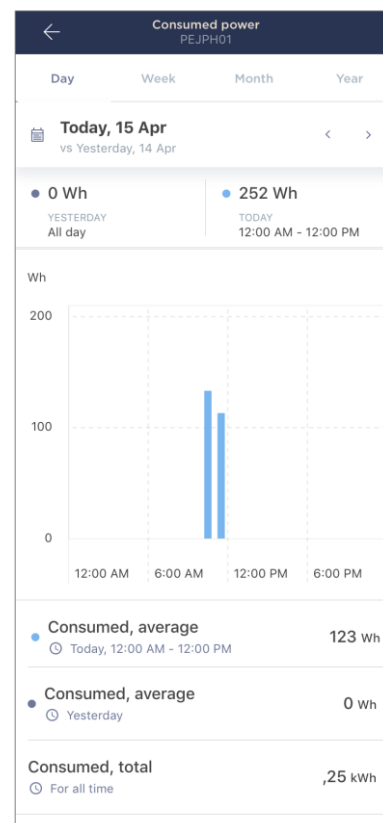 Consumed power
PEJPH01
Day Week Month Year
Today, 15 Apr
vs Yesterday, 14 Apr
0 Wh 252 Wh
YESTERDAY TODAY
All day 12:00 AM - 12:00 PM
Wh
200
100
0
12:00 AM 6:00 AM 12:00 PM 6:00 PM
Consumed, average 123 Wh
Today, 12:00 AM - 12:00 PM
Consumed, average 0 Wh
Yesterday
Consumed, total ,25 kWh
For all time